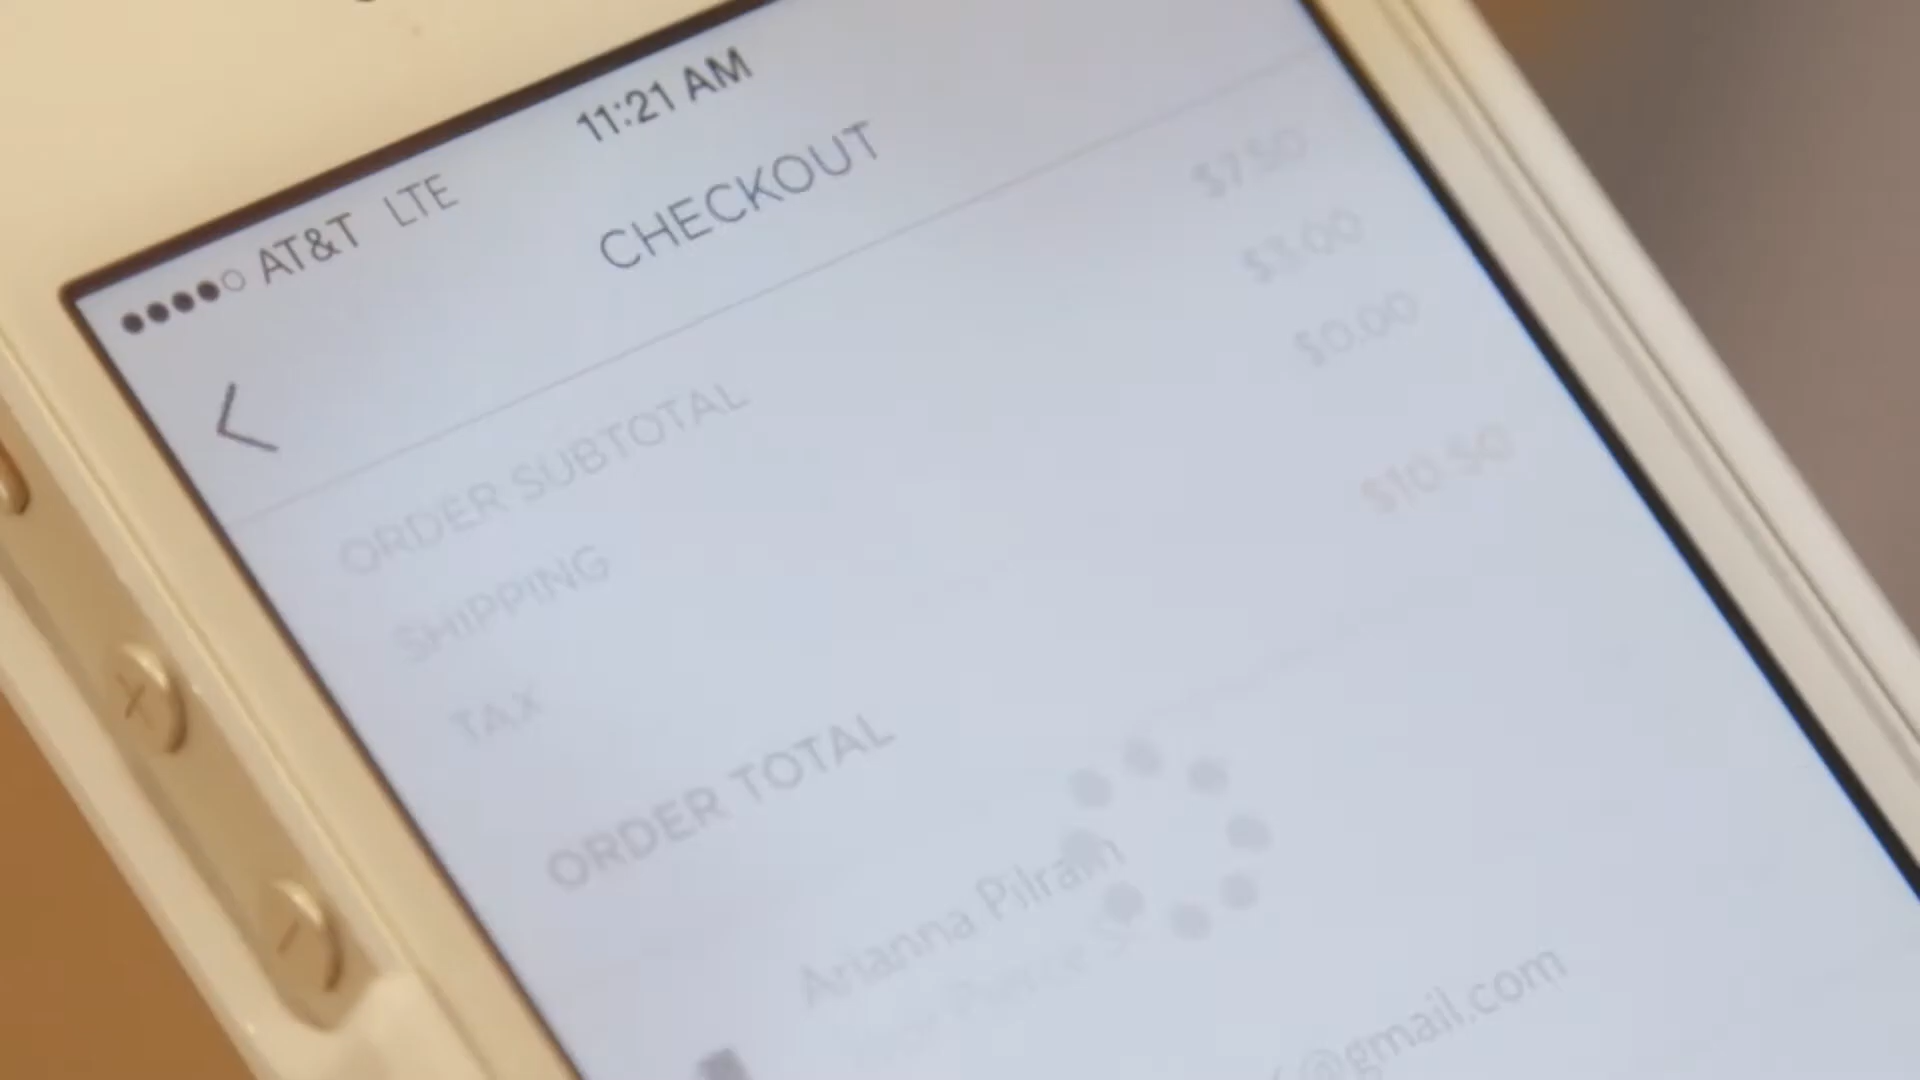 11:21 AM
AT&T LTE
CHECKOUT
ORDER SUBTOTAL $7.50
SHIPPING $3.00
TAX $0.00
ORDER TOTAL $10.50
Arianna Pilram
Pierce
@gmail.com